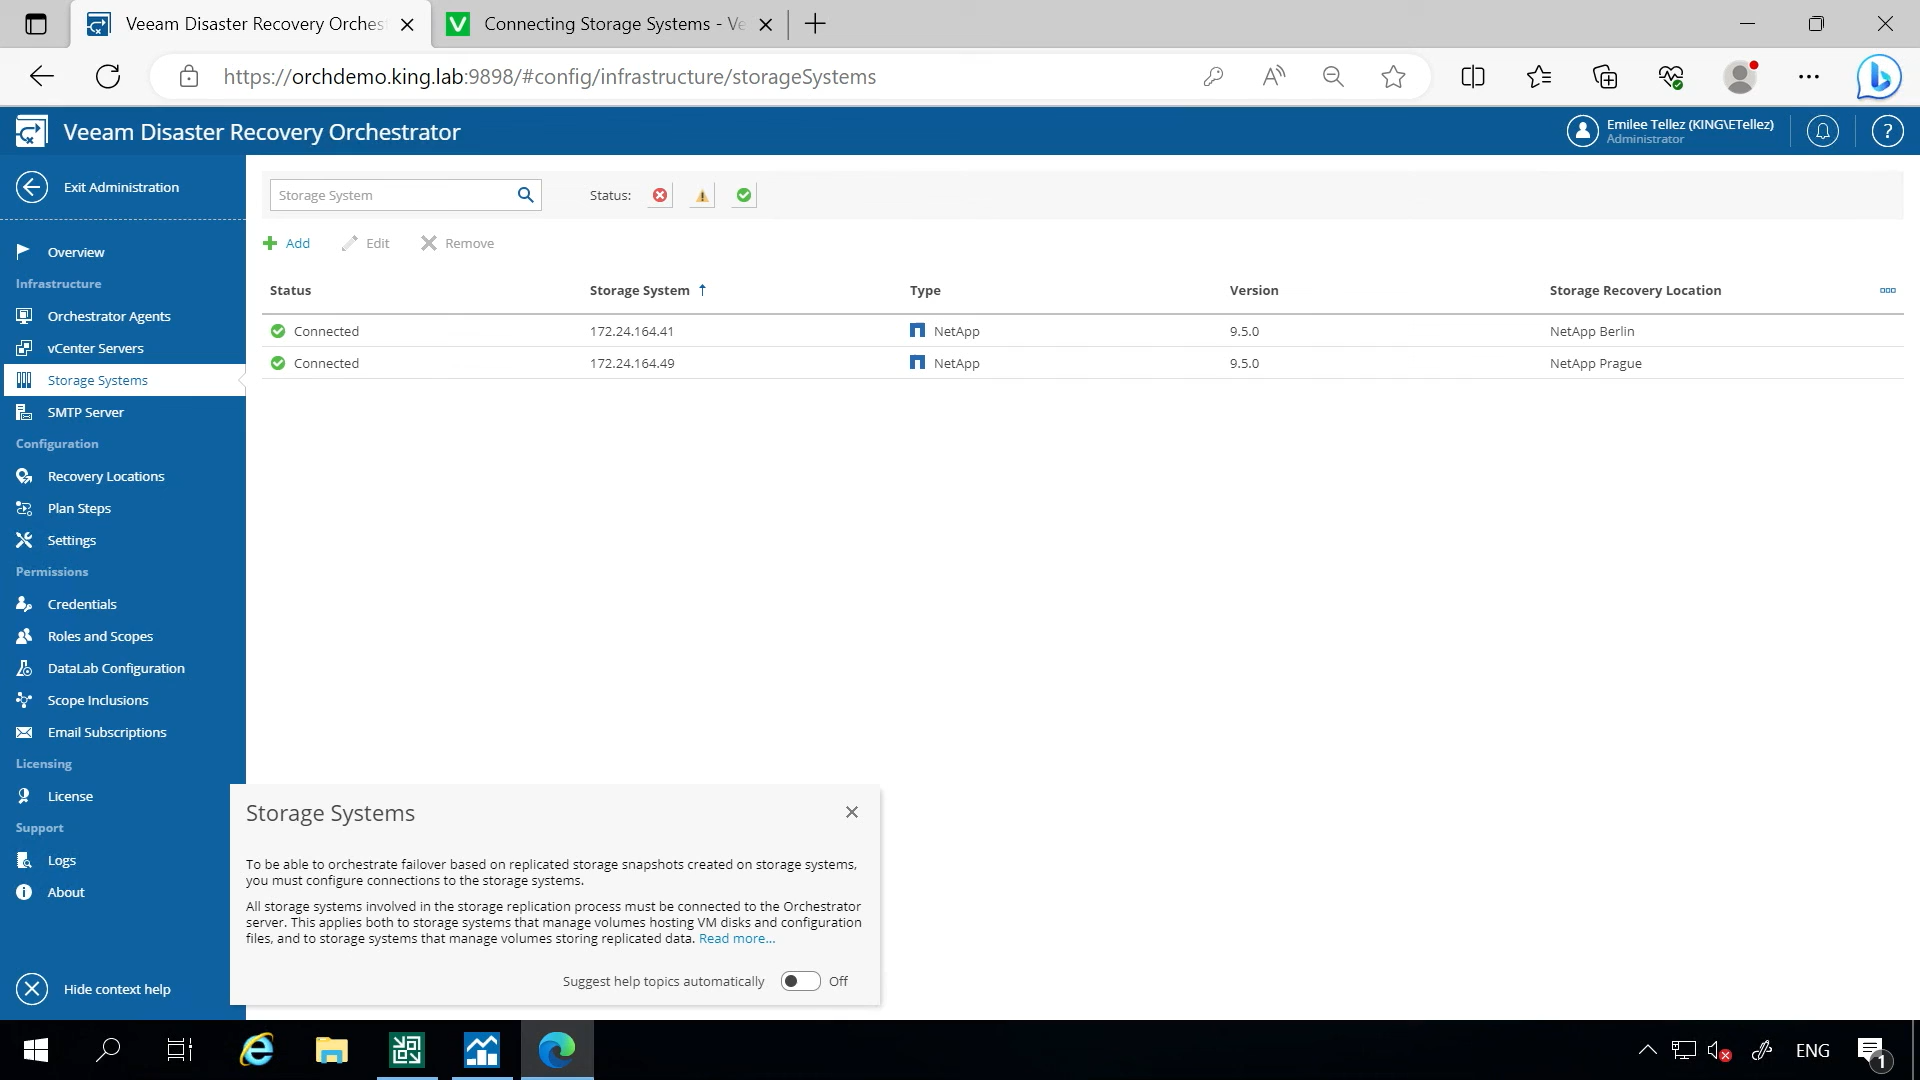 Veeam Disaster Recovery Orches
Connecting Storage Systems - Ve
https://orchdemo.king.lab:9898/#config/infrastructure/storageSystems
Veeam Disaster Recovery Orchestrator
Emilee Tellez (KING\ETellez)
Administrator
Exit Administration
Overview
Infrastructure
Orchestrator Agents
vCenter Servers
Storage Systems
SMTP Server
Configuration
Recovery Locations
Plan Steps
Settings
Permissions
Credentials
Roles and Scopes
DataLab Configuration
Scope Inclusions
Email Subscriptions
Licensing
License
Support
Logs
About
Hide context help
Storage System
Status:
Add Edit Remove
Status Storage System Type Version Storage Recovery Location
Connected 172.24.164.41 NetApp 9.5.0 NetApp Berlin
Connected 172.24.164.49 NetApp 9.5.0 NetApp Prague
Storage Systems
To be able to orchestrate failover based on replicated storage snapshots created on storage systems,
you must configure connections to the storage systems.
All storage systems involved in the storage replication process must be connected to the Orchestrator
server. This applies both to storage systems that manage volumes hosting VM disks and configuration
files, and to storage systems that manage volumes storing replicated data. Read more...
Suggest help topics automatically Off
ENG
1